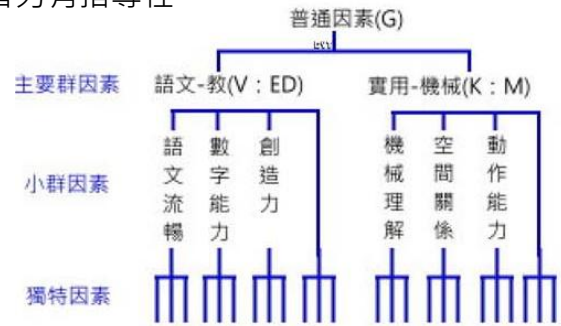 普通因素(G)
主要群因素
語文-教(V：ED)
實用-機械(K：M)
小群因素
語文流暢
數字能力
創造力
機械理解
空間關係
動作能力
獨特因素